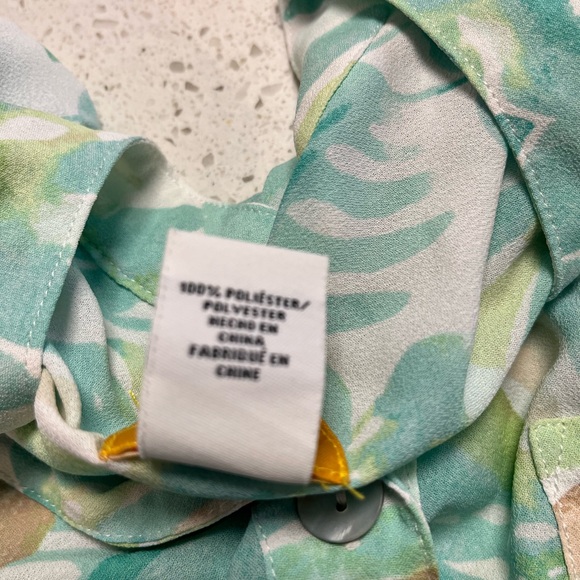 100% POLIÉSTER/
POLYESTER
HECHO EN
CHINA
FABRIQUÉ EN
CHINE